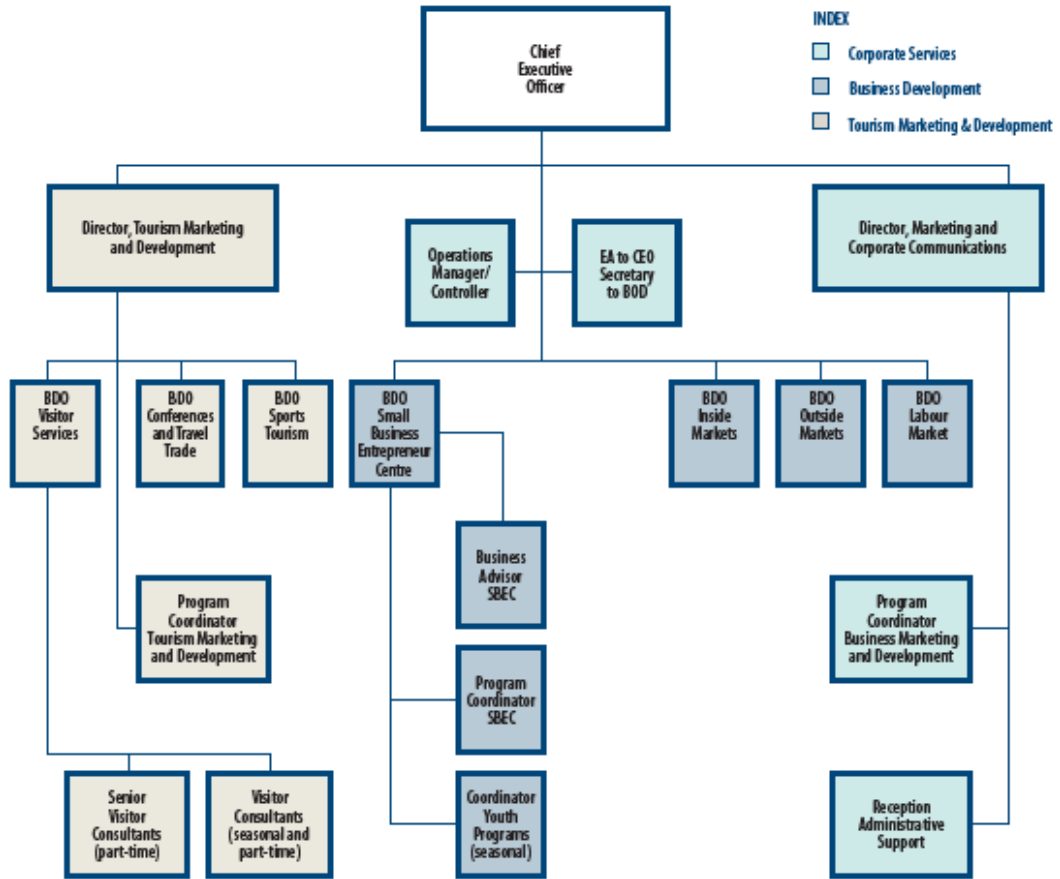 Chief
Executive
Officer
INDEX
Corporate Services
Business Development
Tourism Marketing & Development
Director, Tourism Marketing
and Development
Operations
Manager/
Controller
EA to CEO
Secretary
to BOD
Director, Marketing and
Corporate Communications
BDO
Visitor
Services
BDO
Conferences
and Travel
Trade
BDO
Sports
Tourism
BDO
Small
Business
Entrepreneur
Centre
BDO
Inside
Markets
BDO
Outside
Markets
BDO
Labour
Market
Business
Advisor
SBEC
Program
Coordinator
Tourism Marketing
and Development
Program
Coordinator
Business Marketing
and Development
Program
Coordinator
SBEC
Senior
Visitor
Consultants
(part-time)
Visitor
Consultants
(seasonal and
part-time)
Coordinator
Youth
Programs
(seasonal)
Reception
Administrative
Support